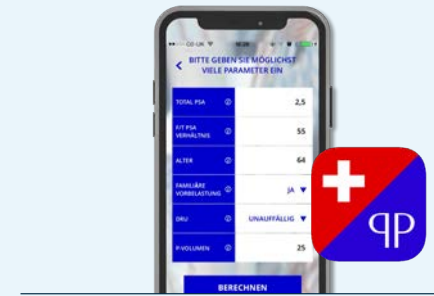 BITTE GEBEN SIE MÖGLICHST
VIELE PARAMETER EIN
TOTAL PSA
2,5
F/T PSA
VERHÄLTNIS
55
ALTER
64
FAMILIÄRE
VORBELASTUNG
JA
DRU
UNAUFFÄLLIG
P-VOLUMEN
25
BERECHNEN